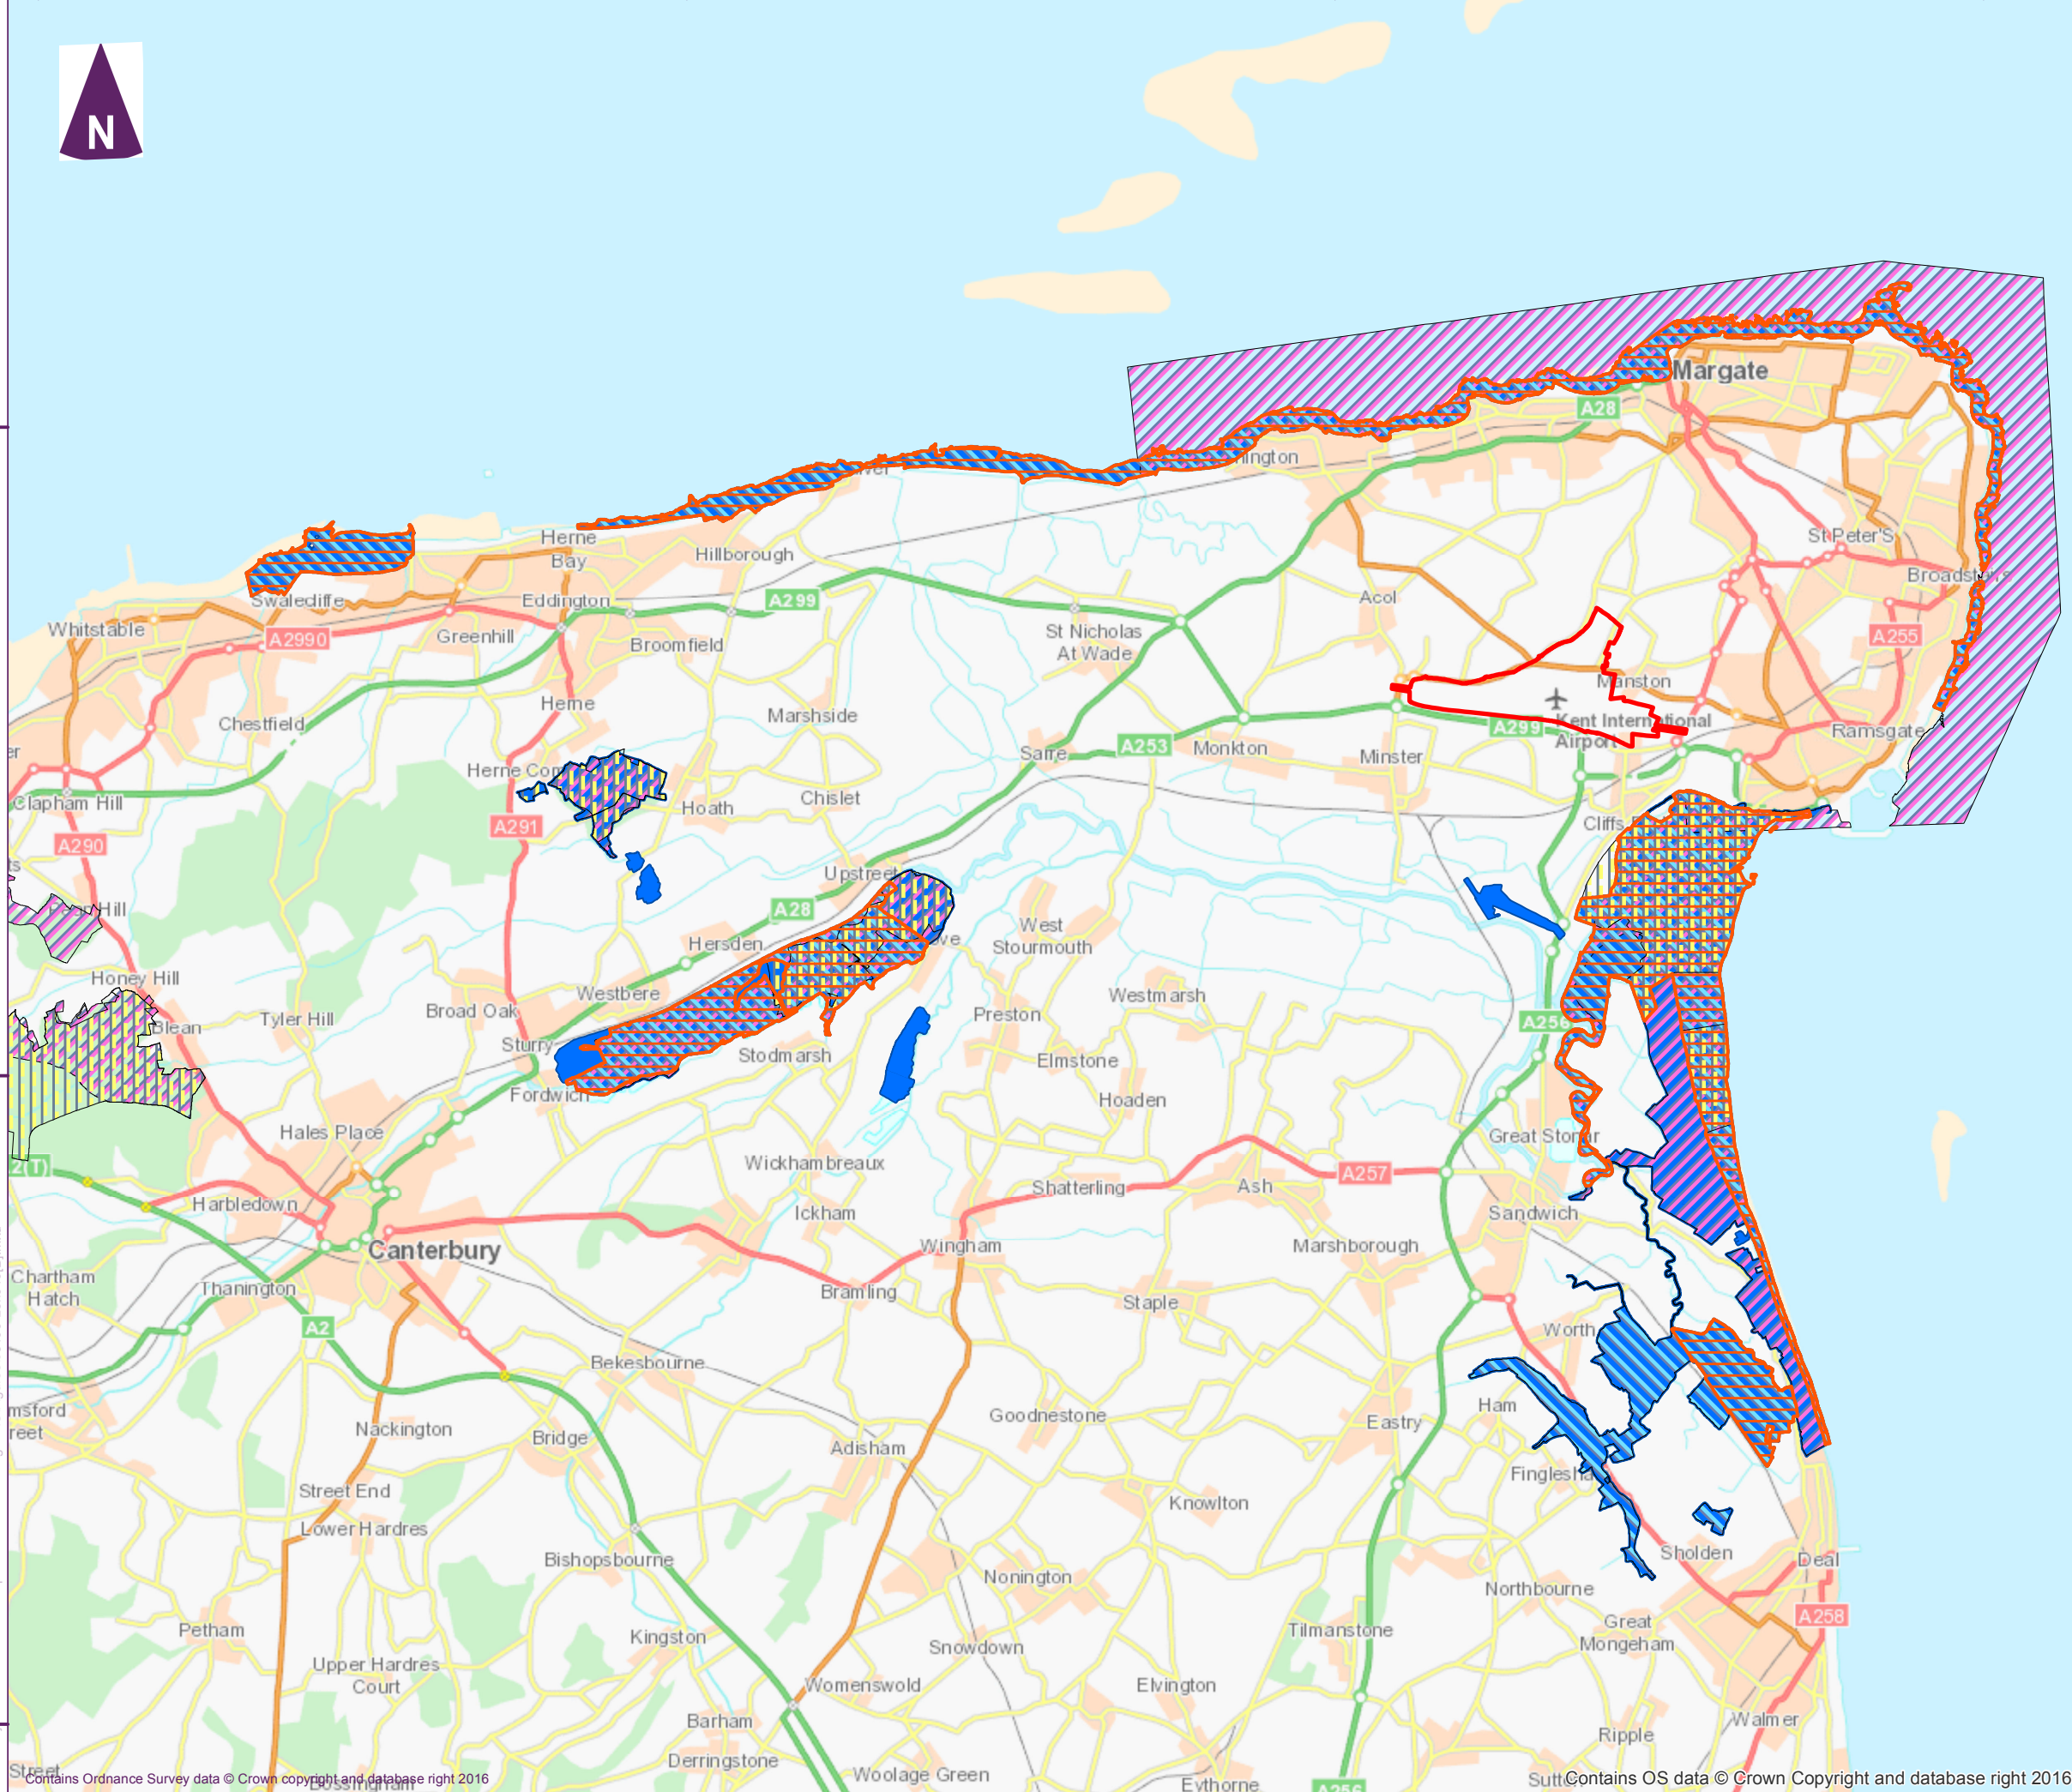 N
Margate
A28
Herne
Bay
Hillborough
St Peter'S
Swalecliffe
Eddington
A299
Acol
Whitstable
A2990
Greenhill
Broomfield
St Nicholas
At Wade
A255
Manston
Chestfield
Herne
Marshside
Sarre
A253
Monkton
A299
Kent International
Airport
Minster
Ramsgate
Clapham Hill
Hoath
Chislet
A290
A291
Upstreet
A28
Hersden
West
Stourmouth
Honey Hill
Westbere
Westmarsh
Blean
Tyler Hill
Broad Oak
Preston
A256
Sturry
Stodmarsh
Elmstone
Fordwich
Hoaden
Hales Place
Great Stonar
2(T)
Wickhambreaux
Shatterling
Ash
A257
Harbledown
Ickham
Sandwich
Canterbury
Wingham
Marshborough
Chartham
Hatch
Thanington
Bramling
Staple
A2
Worth
Bekesbourne
msford
reet
Nackington
Bridge
Goodnestone
Eastry
Ham
Adisham
Street End
Knowlton
Lower Hardres
Bishopsbourne
Sholden
Deal
Nonington
Northbourne
A258
Petham
Kingston
Snowdown
Tilmanstone
Great
Mongeham
Upper Hardres
Court
Womenswold
Elvington
Barham
Walmer
Ripple
Derringstone
Woolage Green
Eythorne
A256
Street
Contains Ordnance Survey data © Crown copyright and database right 2016
Contains OS data © Crown Copyright and database right 2016